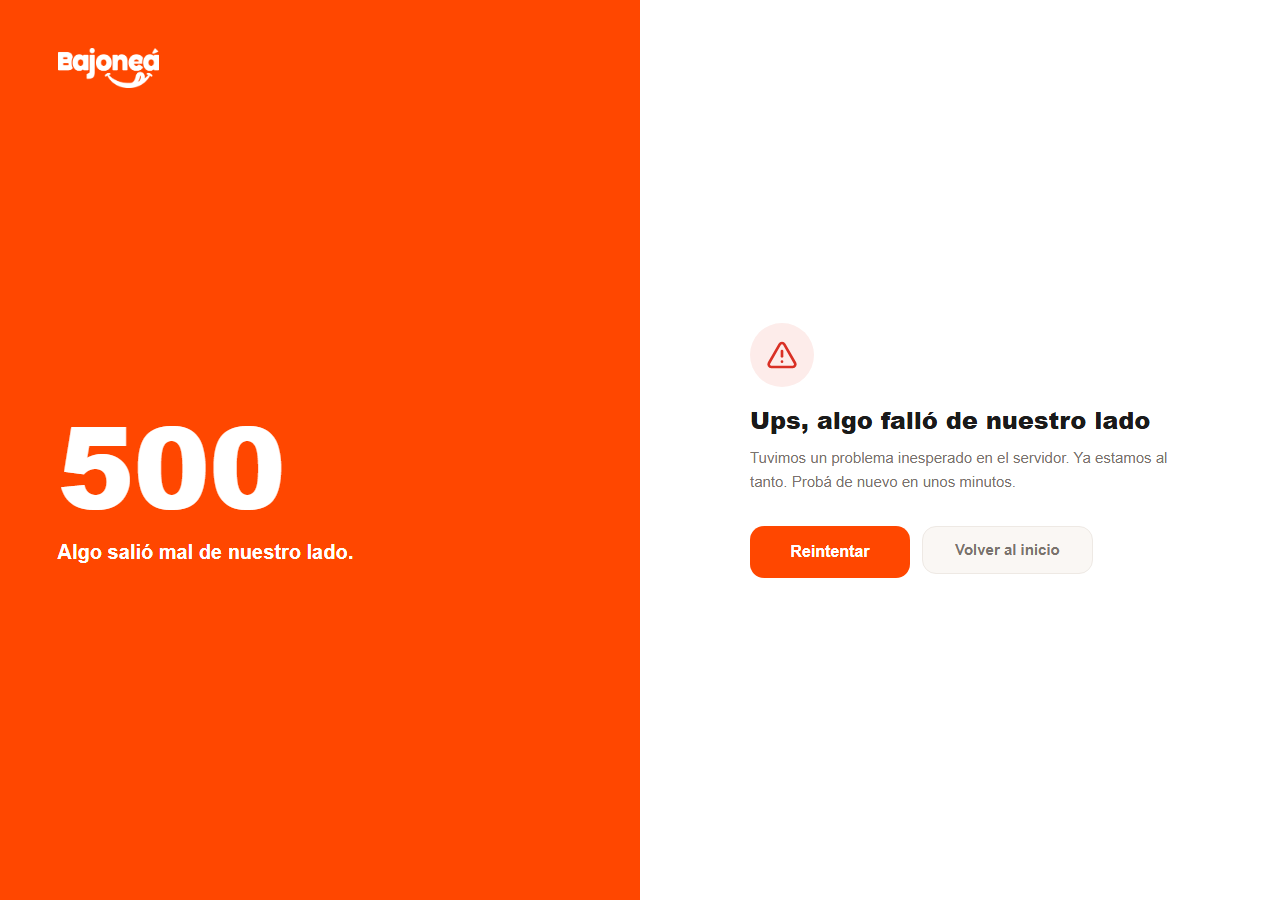 Bajoneá
500
Algo salió mal de nuestro lado.
Ups, algo falló de nuestro lado
Tuvimos un problema inesperado en el servidor. Ya estamos al
tanto. Probá de nuevo en unos minutos.
Reintentar
Volver al inicio